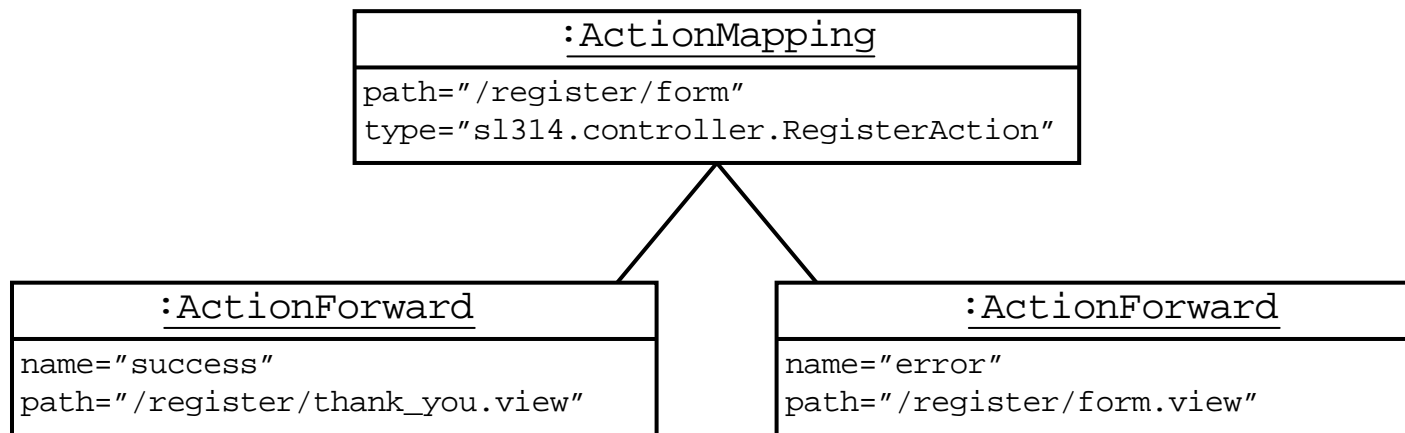 :ActionMapping
path="/register/form"
type="sl314.controller.RegisterAction"
:ActionForward
name="success"
path="/register/thank_you.view"
:ActionForward
name="error"
path="/register/form.view"